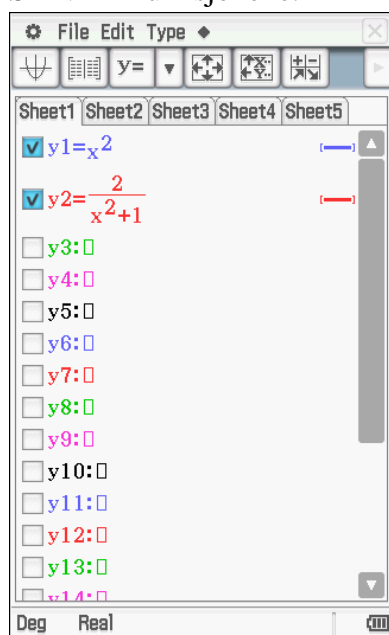 File Edit Type ◆
Y=
Sheet1 Sheet2 Sheet3 Sheet4 Sheet5
y1=x^2
y2=2/(x^2+1)
y3:□
y4:□
y5:□
y6:□
y7:□
y8:□
y9:□
y10:□
y11:□
y12:□
y13:□
y14:□
Deg Real